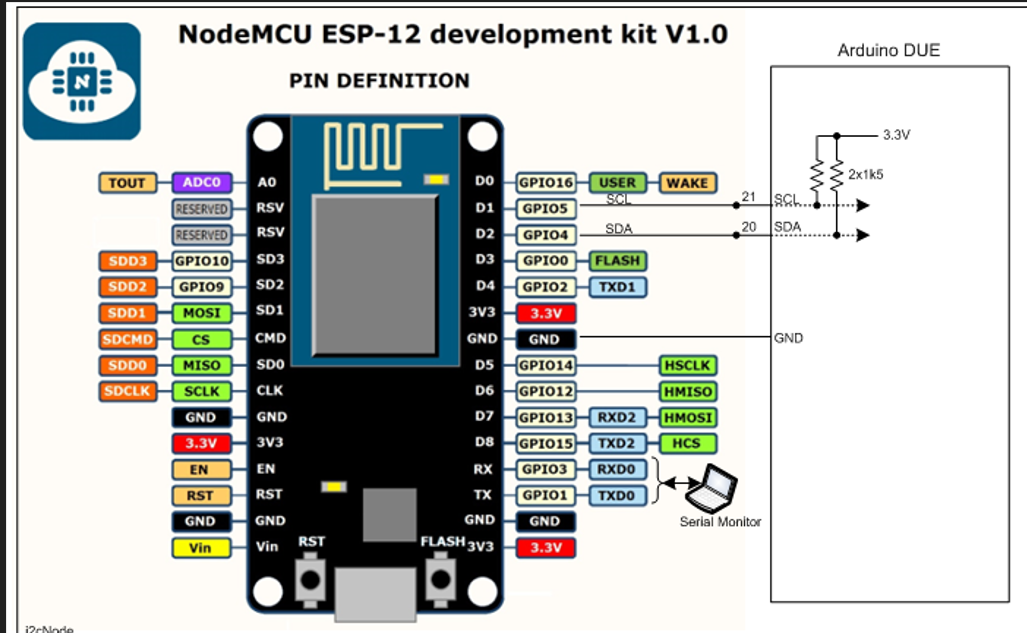 NodeMCU ESP-12 development kit V1.0
PIN DEFINITION
Arduino DUE
N
3.3V
2x1k5
TOUT ADC0 A0 D0 GPIO16 USER WAKE
RESERVED RSV D1 GPIO5 SCL 21 SCL
RESERVED RSV D2 GPIO4 SDA 20 SDA
SDD3 GPIO10 SD3 D3 GPIO0 FLASH
SDD2 GPIO9 SD2 D4 GPIO2 TXD1
SDD1 MOSI SD1 3V3 3.3V
SDCMD CS CMD GND GND GND
SDD0 MISO SD0 D5 GPIO14 HSCLK
SDCLK SCLK CLK D6 GPIO12 HMISO
GND GND D7 GPIO13 RXD2 HMOSI
3.3V 3V3 D8 GPIO15 TXD2 HCS
EN EN RX GPIO3 RXD0
RST RST TX GPIO1 TXD0
Serial Monitor
GND GND GND GND
Vin Vin RST FLASH 3V3 3.3V
i2cNode